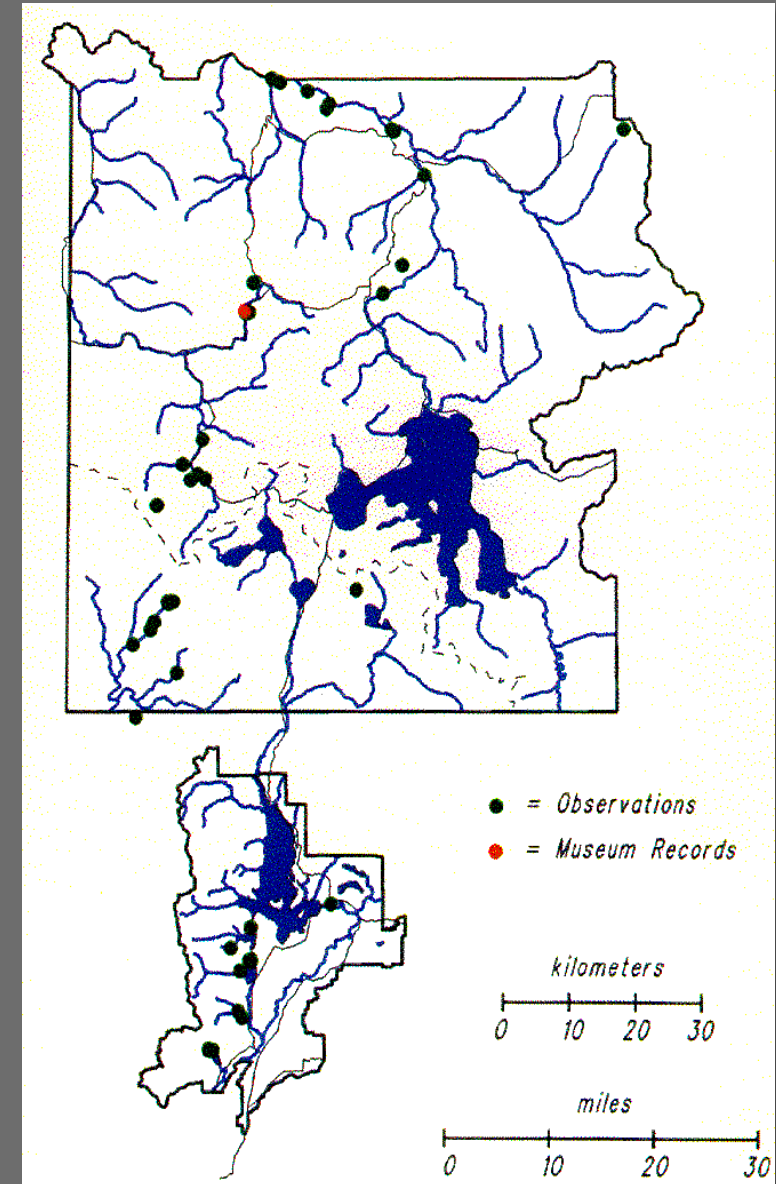 = Observations
= Museum Records
kilometers
0 10 20 30
miles
0 10 20 30